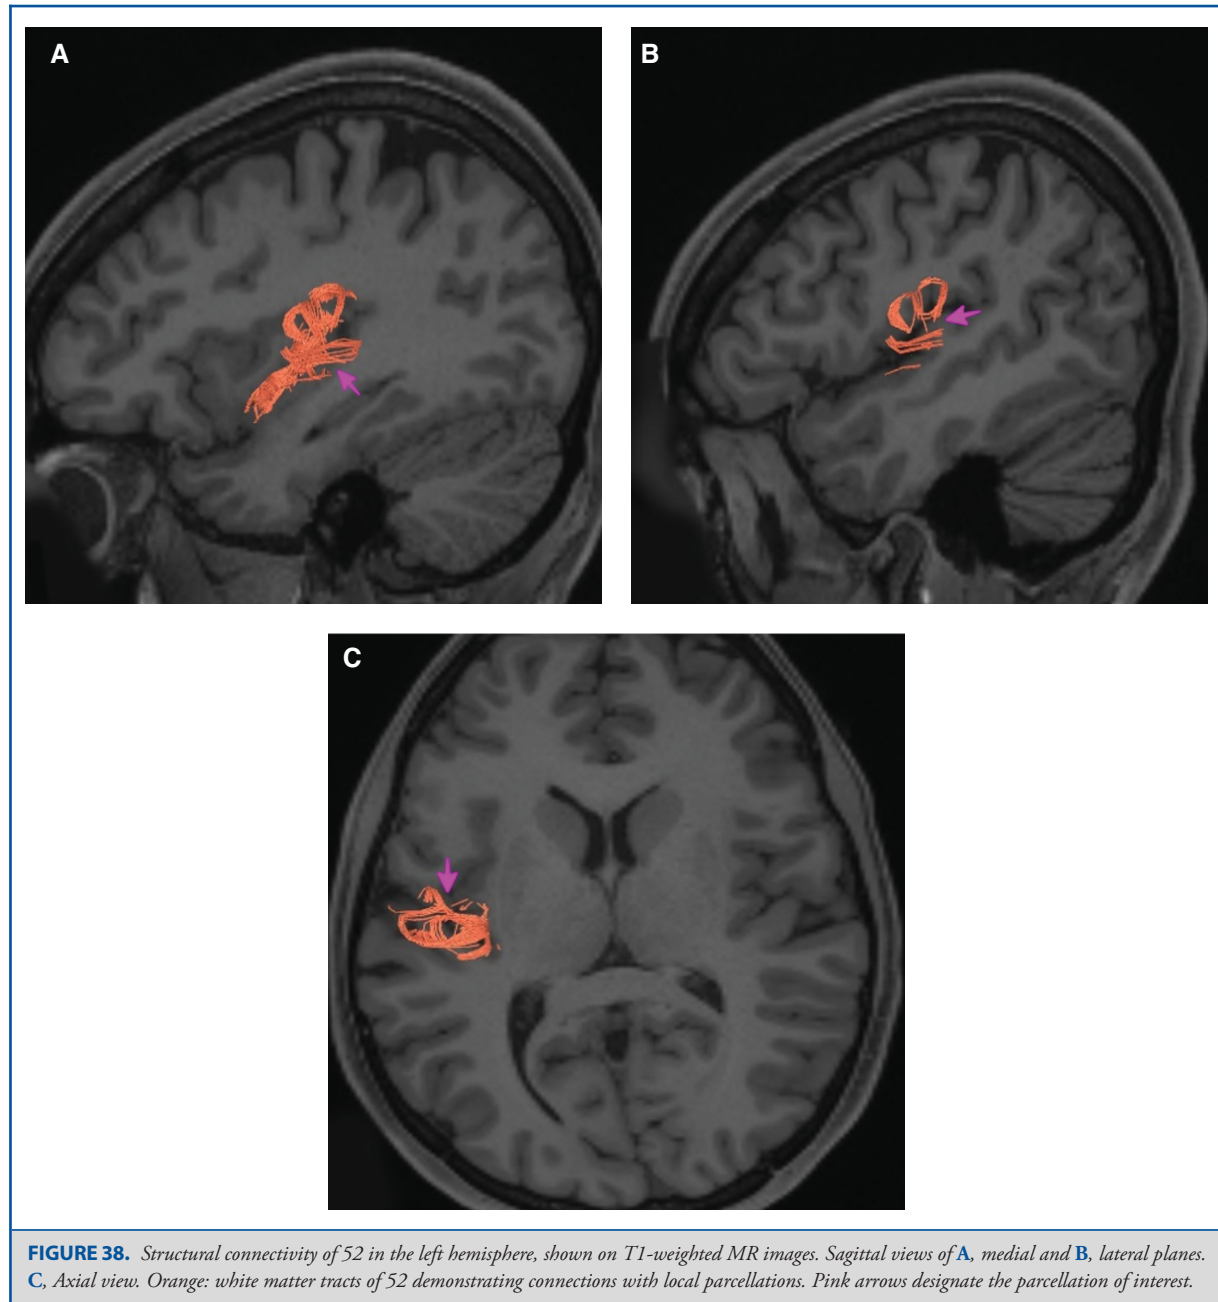 A
B
C
FIGURE 38. Structural connectivity of 52 in the left hemisphere, shown on T1-weighted MR images. Sagittal views of A, medial and B, lateral planes.
C, Axial view. Orange: white matter tracts of 52 demonstrating connections with local parcellations. Pink arrows designate the parcellation of interest.